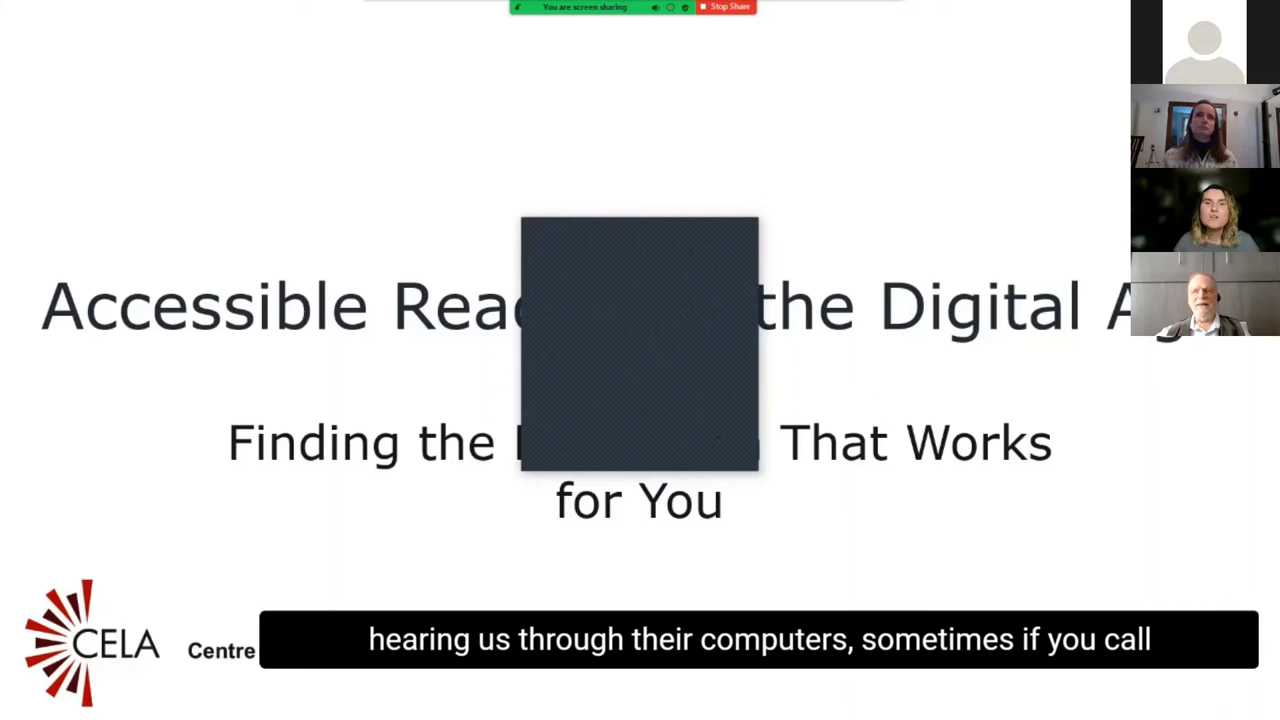 You are screen sharing Stop Share
Accessible Rea the Digital A
Finding the That Works
for You
CELA Centre
hearing us through their computers, sometimes if you call